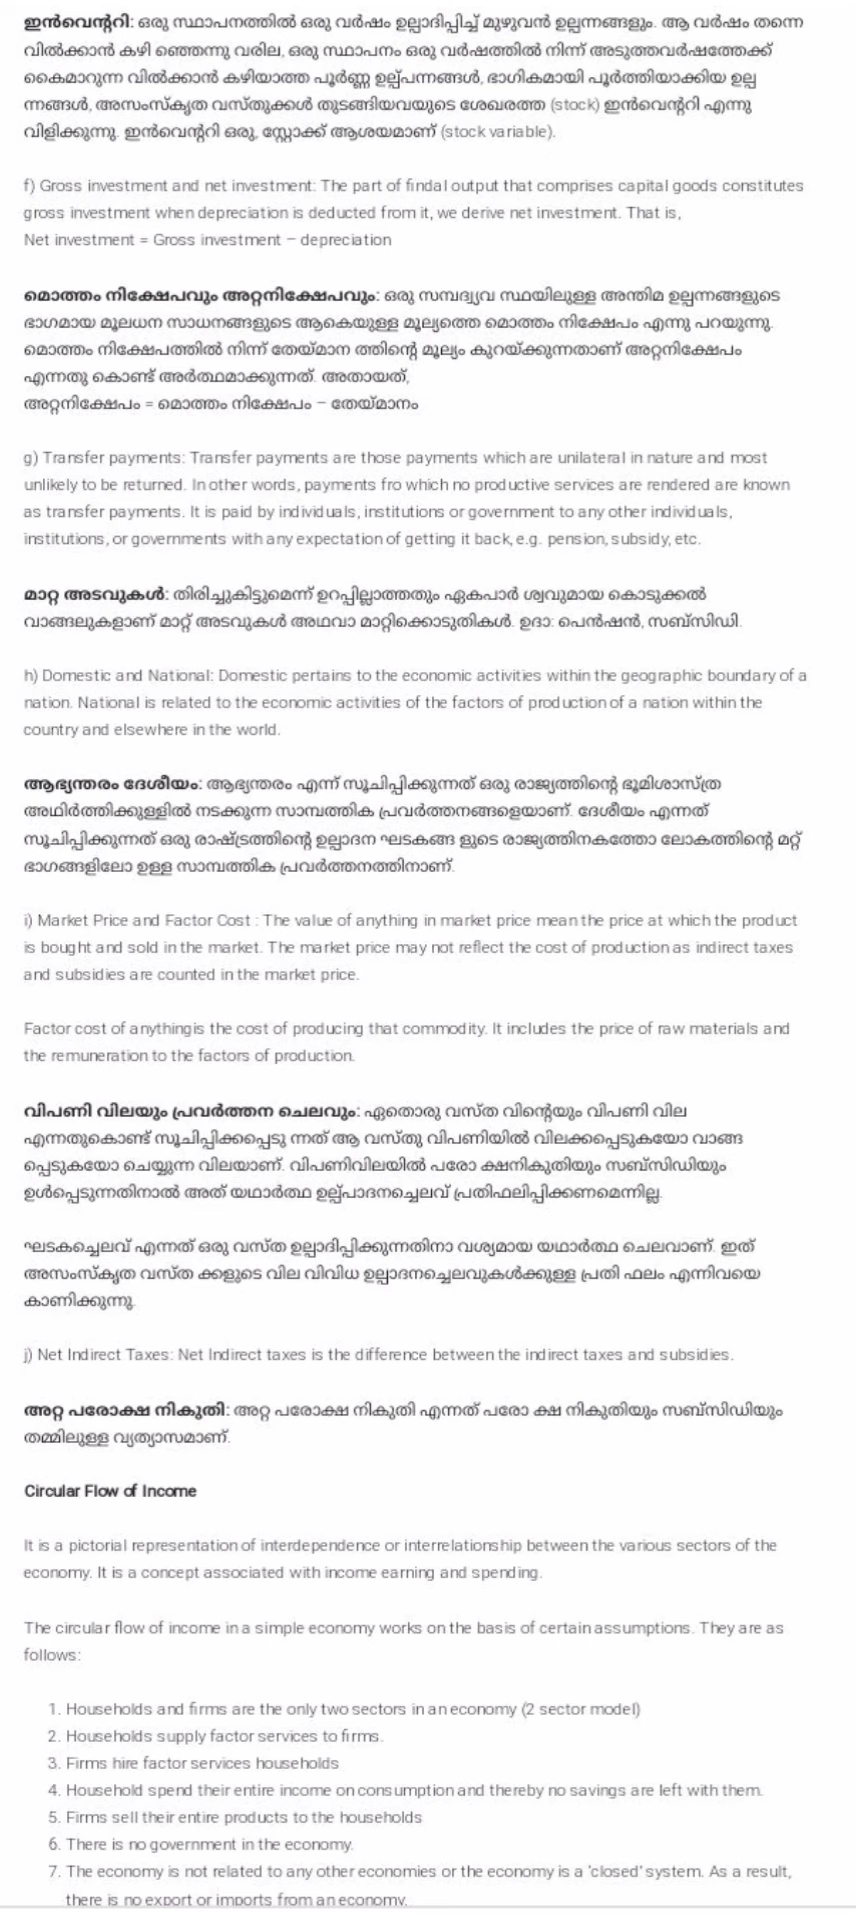 ഇൻവെന്ററി: ഒരു സ്ഥാപനത്തിൽ ഒരു വർഷം ഉല്പാദിപ്പിച്ച് മുഴുവൻ ഉല്പന്നങ്ങളും. ആ വർഷം തന്നെ
വിൽക്കാൻ കഴി ഞ്ഞെന്നു വരില, ഒരു സ്ഥാപനം ഒരു വർഷത്തിൽ നിന്ന് അടുത്തവർഷത്തേക്ക്
കൈമാറുന്ന വിൽക്കാൻ കഴിയാത്ത പൂർണ്ണ ഉല്പ്പന്നങ്ങൾ, ഭാഗികമായി പൂർത്തിയാക്കിയ ഉല്പ
ന്നങ്ങൾ, അസംസ്കൃത വസ്തുക്കൾ തുടങ്ങിയവയുടെ ശേഖരത്ത (stock) ഇൻവെന്ററി എന്നു
വിളിക്കുന്നു. ഇൻവെന്ററി ഒരു, സ്റ്റോക്ക് ആശയമാണ് (stock variable).
f) Gross investment and net investment: The part of findal output that comprises capital goods constitutes
gross investment when depreciation is deducted from it, we derive net investment. That is,
Net investment = Gross investment – depreciation
മൊത്തം നിക്ഷേപവും അറ്റനിക്ഷേപവും: ഒരു സമ്പദ്വ്യവ സ്ഥയിലുള്ള അന്തിമ ഉല്പന്നങ്ങളുടെ
ഭാഗമായ മൂലധന സാധനങ്ങളുടെ ആകെയുള്ള മൂല്യത്തെ മൊത്തം നിക്ഷേപം എന്നു പറയുന്നു.
മൊത്തം നിക്ഷേപത്തിൽ നിന്ന് തേയ്മാന ത്തിന്റെ മൂല്യം കുറയ്ക്കുന്നതാണ് അറ്റനിക്ഷേപം
എന്നതു കൊണ്ട് അർത്ഥമാക്കുന്നത്. അതായത്,
അറ്റനിക്ഷേപം = മൊത്തം നിക്ഷേപം – തേയ്മാനം
g) Transfer payments: Transfer payments are those payments which are unilateral in nature and most
unlikely to be returned. In other words, payments fro which no productive services are rendered are known
as transfer payments. It is paid by individuals, institutions or government to any other individuals,
institutions, or governments with any expectation of getting it back, e.g. pension, subsidy, etc.
മാറ്റ അടവുകൾ: തിരിച്ചുകിട്ടുമെന്ന് ഉറപ്പില്ലാത്തതും ഏകപാർ ശ്വവുമായ കൊടുക്കൽ
വാങ്ങലുകളാണ് മാറ്റ് അടവുകൾ അഥവാ മാറ്റിക്കൊടുതികൾ. ഉദാ: പെൻഷൻ, സബ്സിഡി.
h) Domestic and National: Domestic pertains to the economic activities within the geographic boundary of a
nation. National is related to the economic activities of the factors of production of a nation within the
country and elsewhere in the world.
ആഭ്യന്തരം ദേശീയം: ആഭ്യന്തരം എന്ന് സൂചിപ്പിക്കുന്നത് ഒരു രാജ്യത്തിന്റെ ഭൂമിശാസ്ത്ര
അഥിർത്തിക്കുള്ളിൽ നടക്കുന്ന സാമ്പത്തിക പ്രവർത്തനങ്ങളെയാണ്. ദേശീയം എന്നത്
സൂചിപ്പിക്കുന്നത് ഒരു രാഷ്ട്രത്തിന്റെ ഉല്പാദന ഘടകങ്ങ ളുടെ രാജ്യത്തിനകത്തോ ലോകത്തിന്റെ മറ്റ്
ഭാഗങ്ങളിലോ ഉള്ള സാമ്പത്തിക പ്രവർത്തനത്തിനാണ്.
i) Market Price and Factor Cost : The value of anything in market price mean the price at which the product
is bought and sold in the market. The market price may not reflect the cost of production as indirect taxes
and subsidies are counted in the market price.
Factor cost of anything is the cost of producing that commodity. It includes the price of raw materials and
the remuneration to the factors of production.
വിപണി വിലയും പ്രവർത്തന ചെലവും: ഏതൊരു വസ്ത വിന്റെയും വിപണി വില
എന്നതുകൊണ്ട് സൂചിപ്പിക്കപ്പെടു ന്നത് ആ വസ്തു വിപണിയിൽ വിലക്കപ്പെടുകയോ വാങ്ങ
പ്പെടുകയോ ചെയ്യുന്ന വിലയാണ്. വിപണിവിലയിൽ പരോ ക്ഷനികുതിയും സബ്സിഡിയും
ഉൾപ്പെടുന്നതിനാൽ അത് യഥാർത്ഥ ഉല്പ്പാദനച്ചെലവ് പ്രതിഫലിപ്പിക്കണമെന്നില്ല.
ഘടകച്ചെലവ് എന്നത് ഒരു വസ്ത ഉല്പാദിപ്പിക്കുന്നതിനാ വശ്യമായ യഥാർത്ഥ ചെലവാണ്. ഇത്
അസംസ്കൃത വസ്ത ക്കളുടെ വില വിവിധ ഉല്പാദനച്ചെലവുകൾക്കുള്ള പ്രതി ഫലം എന്നിവയെ
കാണിക്കുന്നു.
j) Net Indirect Taxes: Net Indirect taxes is the difference between the indirect taxes and subsidies.
അറ്റ പരോക്ഷ നികുതി: അറ്റ പരോക്ഷ നികുതി എന്നത് പരോ ക്ഷ നികുതിയും സബ്സിഡിയും
തമ്മിലുള്ള വ്യത്യാസമാണ്.
Circular Flow of Income
It is a pictorial representation of interdependence or interrelationship between the various sectors of the
economy. It is a concept associated with income earning and spending.
The circular flow of income in a simple economy works on the basis of certain assumptions. They are as
follows:
1. Households and firms are the only two sectors in an economy (2 sector model)
2. Households supply factor services to firms.
3. Firms hire factor services households
4. Household spend their entire income on consumption and thereby no savings are left with them.
5. Firms sell their entire products to the households
6. There is no government in the economy.
7. The economy is not related to any other economies or the economy is a 'closed' system. As a result,
there is no export or imports from an economy.